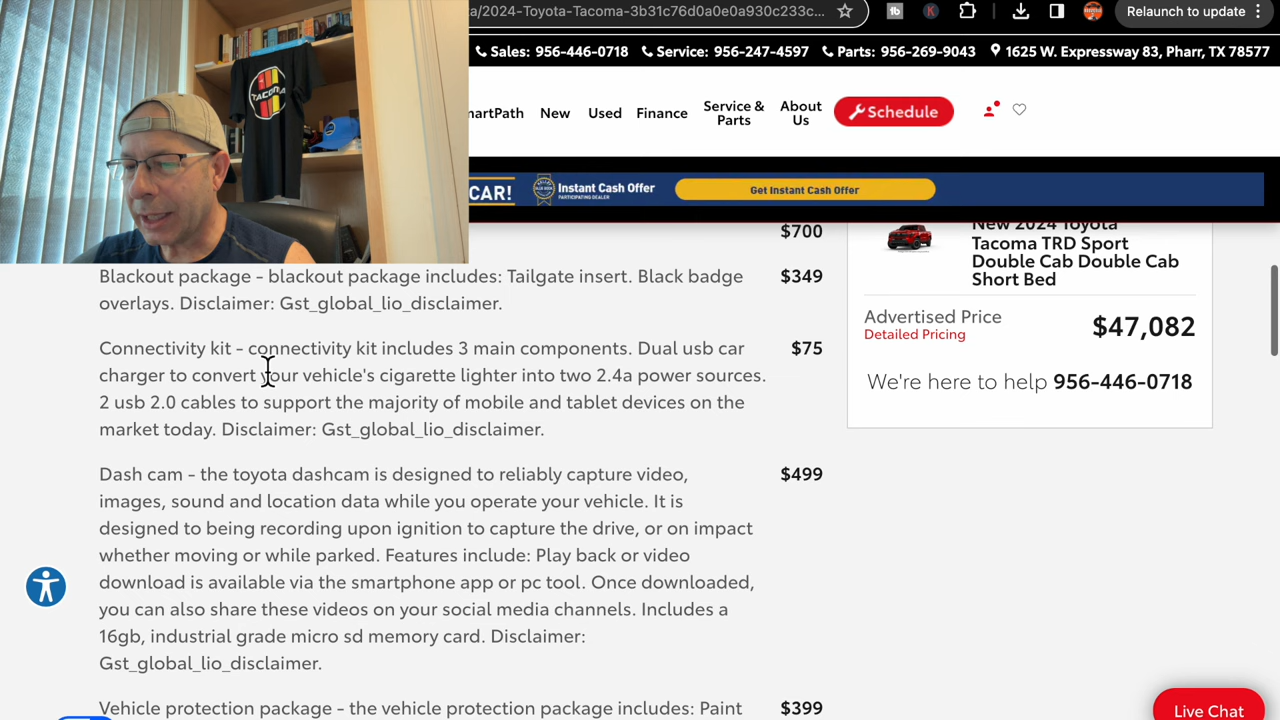 a/2024-Toyota-Tacoma-3b31c76d0a0e0a930c233c...
tb
K
Relaunch to update
Sales: 956-446-0718
Service: 956-247-4597
Parts: 956-269-9043
1625 W. Expressway 83, Pharr, TX 78577
TACOMA
martPath
New
Used
Finance
Service &
Parts
About
Us
Schedule
CAR!
Instant Cash Offer
PARTICIPATING DEALER
Get Instant Cash Offer
$700
Blackout package - blackout package includes: Tailgate insert. Black badge
overlays. Disclaimer: Gst_global_lio_disclaimer.
$349
Connectivity kit - connectivity kit includes 3 main components. Dual usb car
charger to convert your vehicle's cigarette lighter into two 2.4a power sources.
2 usb 2.0 cables to support the majority of mobile and tablet devices on the
market today. Disclaimer: Gst_global_lio_disclaimer.
$75
Dash cam - the toyota dashcam is designed to reliably capture video,
images, sound and location data while you operate your vehicle. It is
designed to being recording upon ignition to capture the drive, or on impact
whether moving or while parked. Features include: Play back or video
download is available via the smartphone app or pc tool. Once downloaded,
you can also share these videos on your social media channels. Includes a
16gb, industrial grade micro sd memory card. Disclaimer:
Gst_global_lio_disclaimer.
$499
Vehicle protection package - the vehicle protection package includes: Paint
$399
New 2024 Toyota
Tacoma TRD Sport
Double Cab Double Cab
Short Bed
Advertised Price
Detailed Pricing
$47,082
We're here to help 956-446-0718
Live Chat